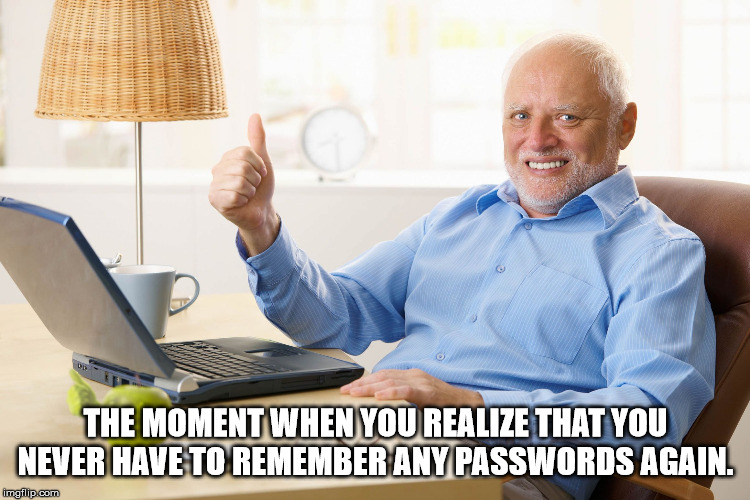 THE MOMENT WHEN YOU REALIZE THAT YOU
NEVER HAVE TO REMEMBER ANY PASSWORDS AGAIN.
imgflip.com